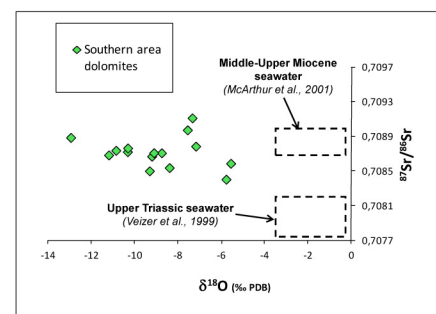 Southern area
dolomites
Middle-Upper Miocene
seawater
(McArthur et al., 2001)
Upper Triassic seawater
(Veizer et al., 1999)
0,7097
0,7093
0,7089
0,7085
0,7081
0,7077
87Sr/86Sr
-14 -12 -10 -8 -6 -4 -2 0
δ18O (‰ PDB)